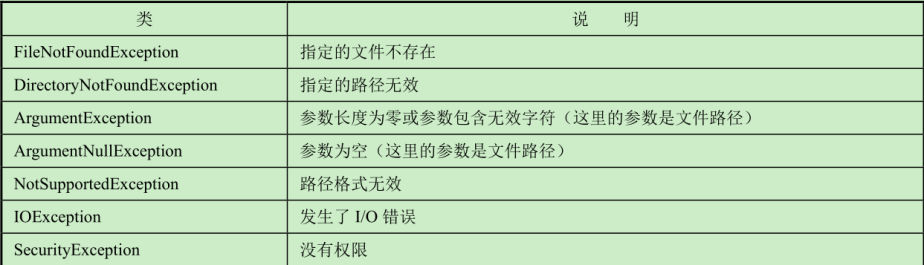 类 说 明
FileNotFoundException 指定的文件不存在
DirectoryNotFoundException 指定的路径无效
ArgumentException 参数长度为零或参数包含无效字符（这里的参数是文件路径）
ArgumentNullException 参数为空（这里的参数是文件路径）
NotSupportedException 路径格式无效
IOException 发生了 I/O 错误
SecurityException 没有权限